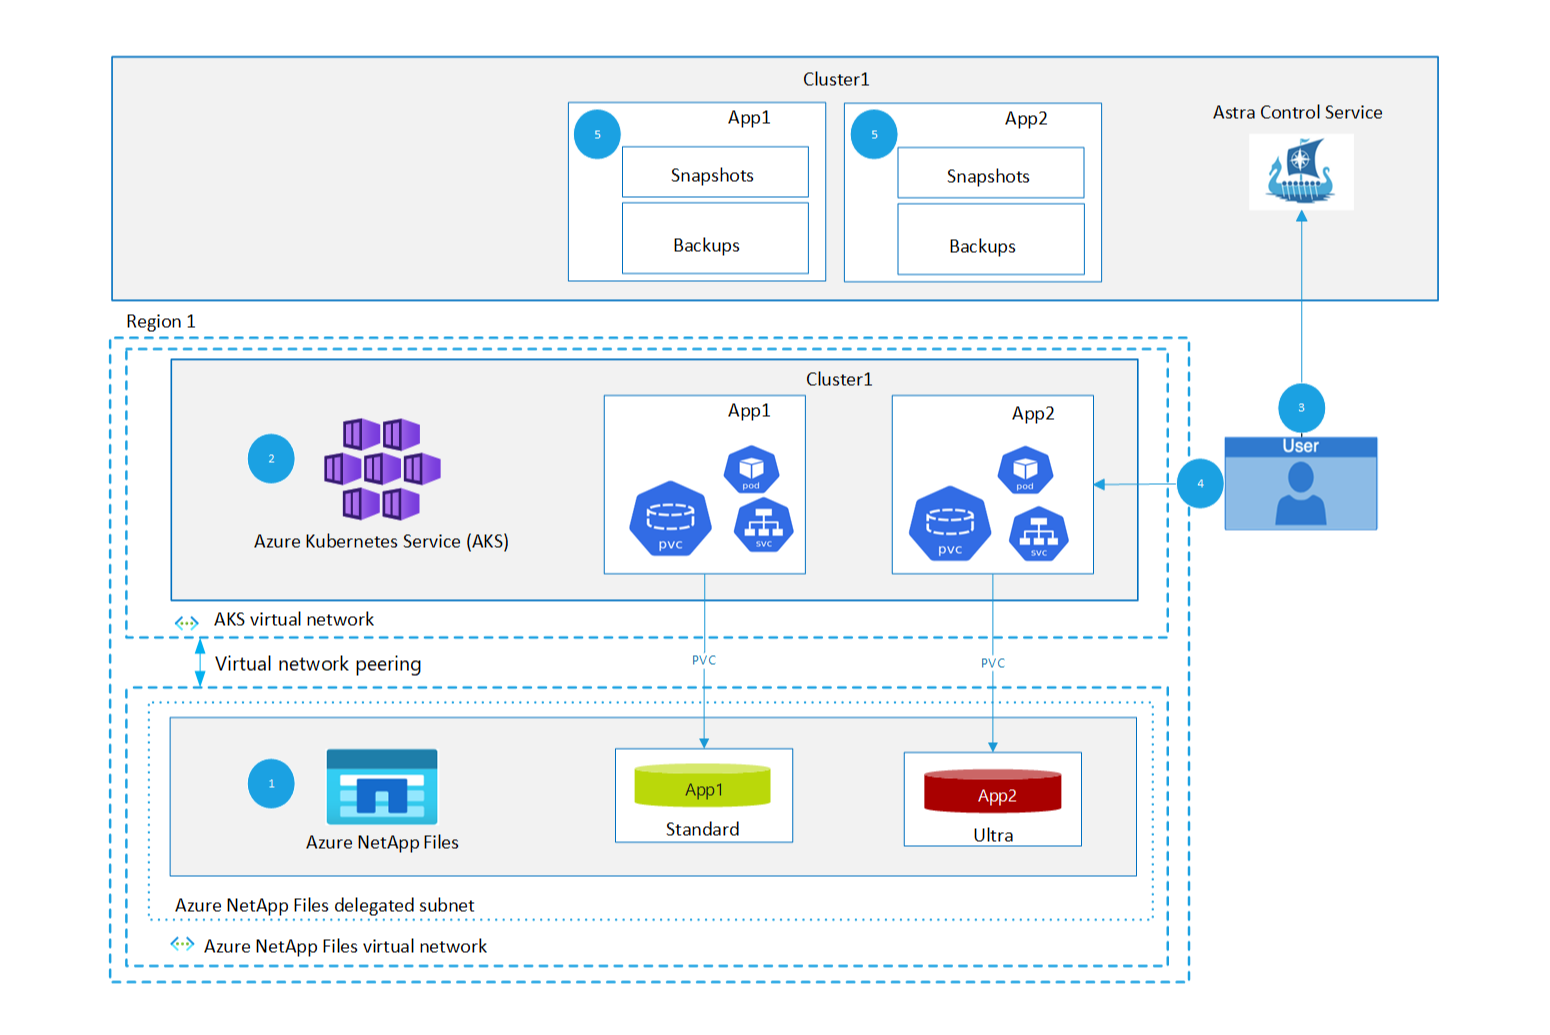 Cluster1
Astra Control Service
5
App1
Snapshots
Backups
5
App2
Snapshots
Backups
Region 1
3
User
4
Cluster1
2
Azure Kubernetes Service (AKS)
App1
pod
pvc
svc
App2
pod
pvc
svc
AKS virtual network
Virtual network peering
PVC
PVC
1
Azure NetApp Files
App1
Standard
App2
Ultra
Azure NetApp Files delegated subnet
Azure NetApp Files virtual network